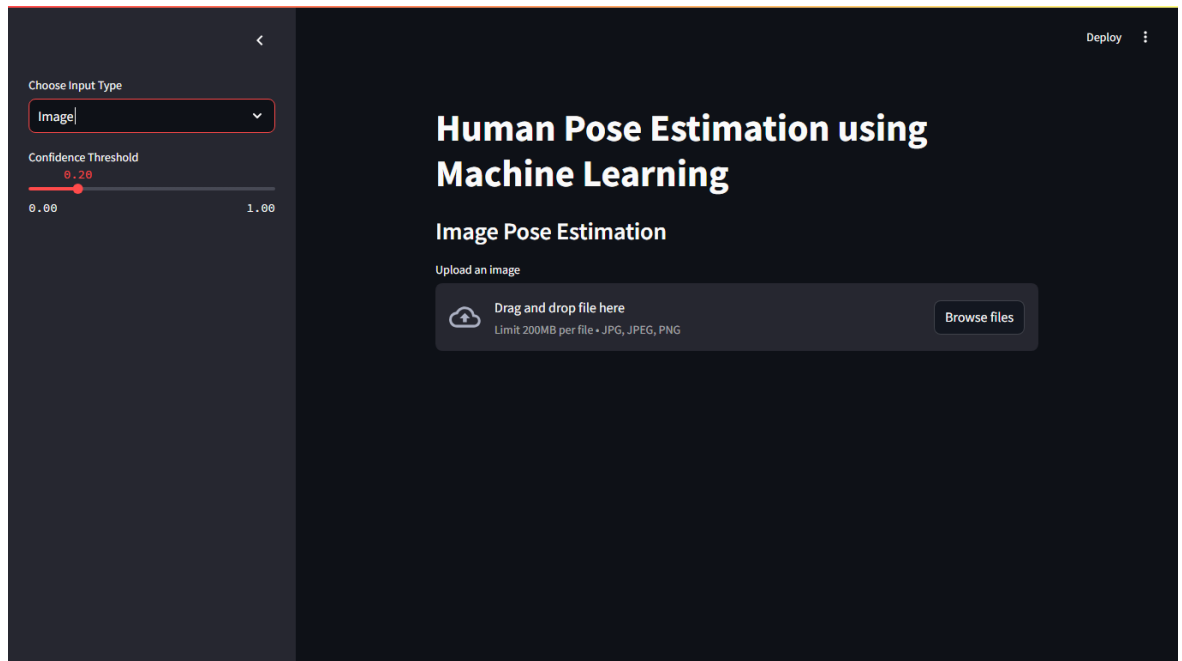 Choose Input Type
Image
Confidence Threshold
0.20
0.00 1.00
Deploy
Human Pose Estimation using
Machine Learning
Image Pose Estimation
Upload an image
Drag and drop file here
Limit 200MB per file • JPG, JPEG, PNG
Browse files